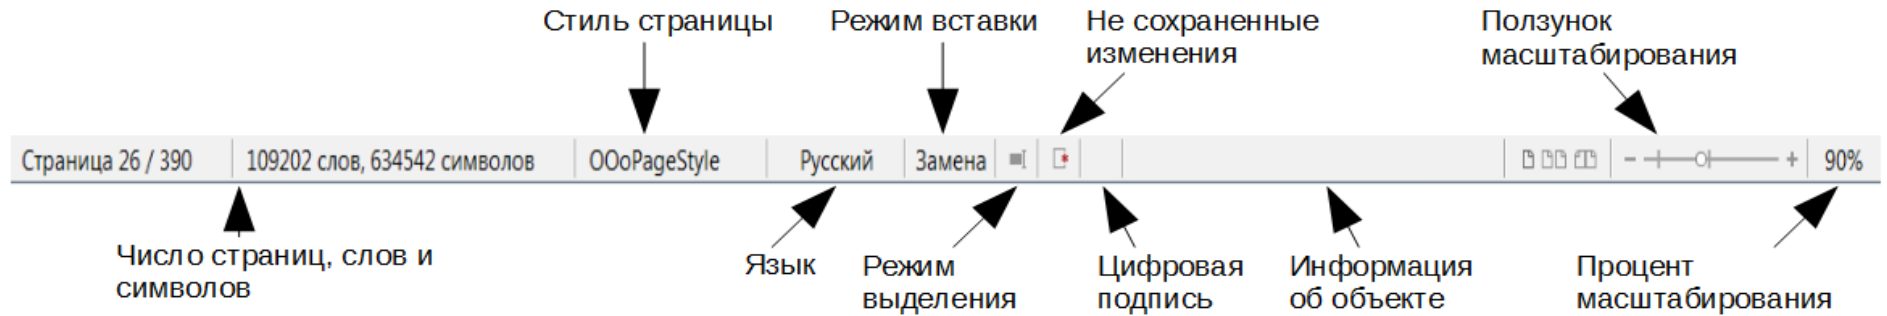 Стиль страницы
Режим вставки
Не сохраненные
изменения
Ползунок
масштабирования
Страница 26 / 390
109202 слов, 634542 символов
OOoPageStyle
Русский
Замена
90%
Число страниц, слов и
символов
Язык
Режим
выделения
Цифровая
подпись
Информация
об объекте
Процент
масштабирования